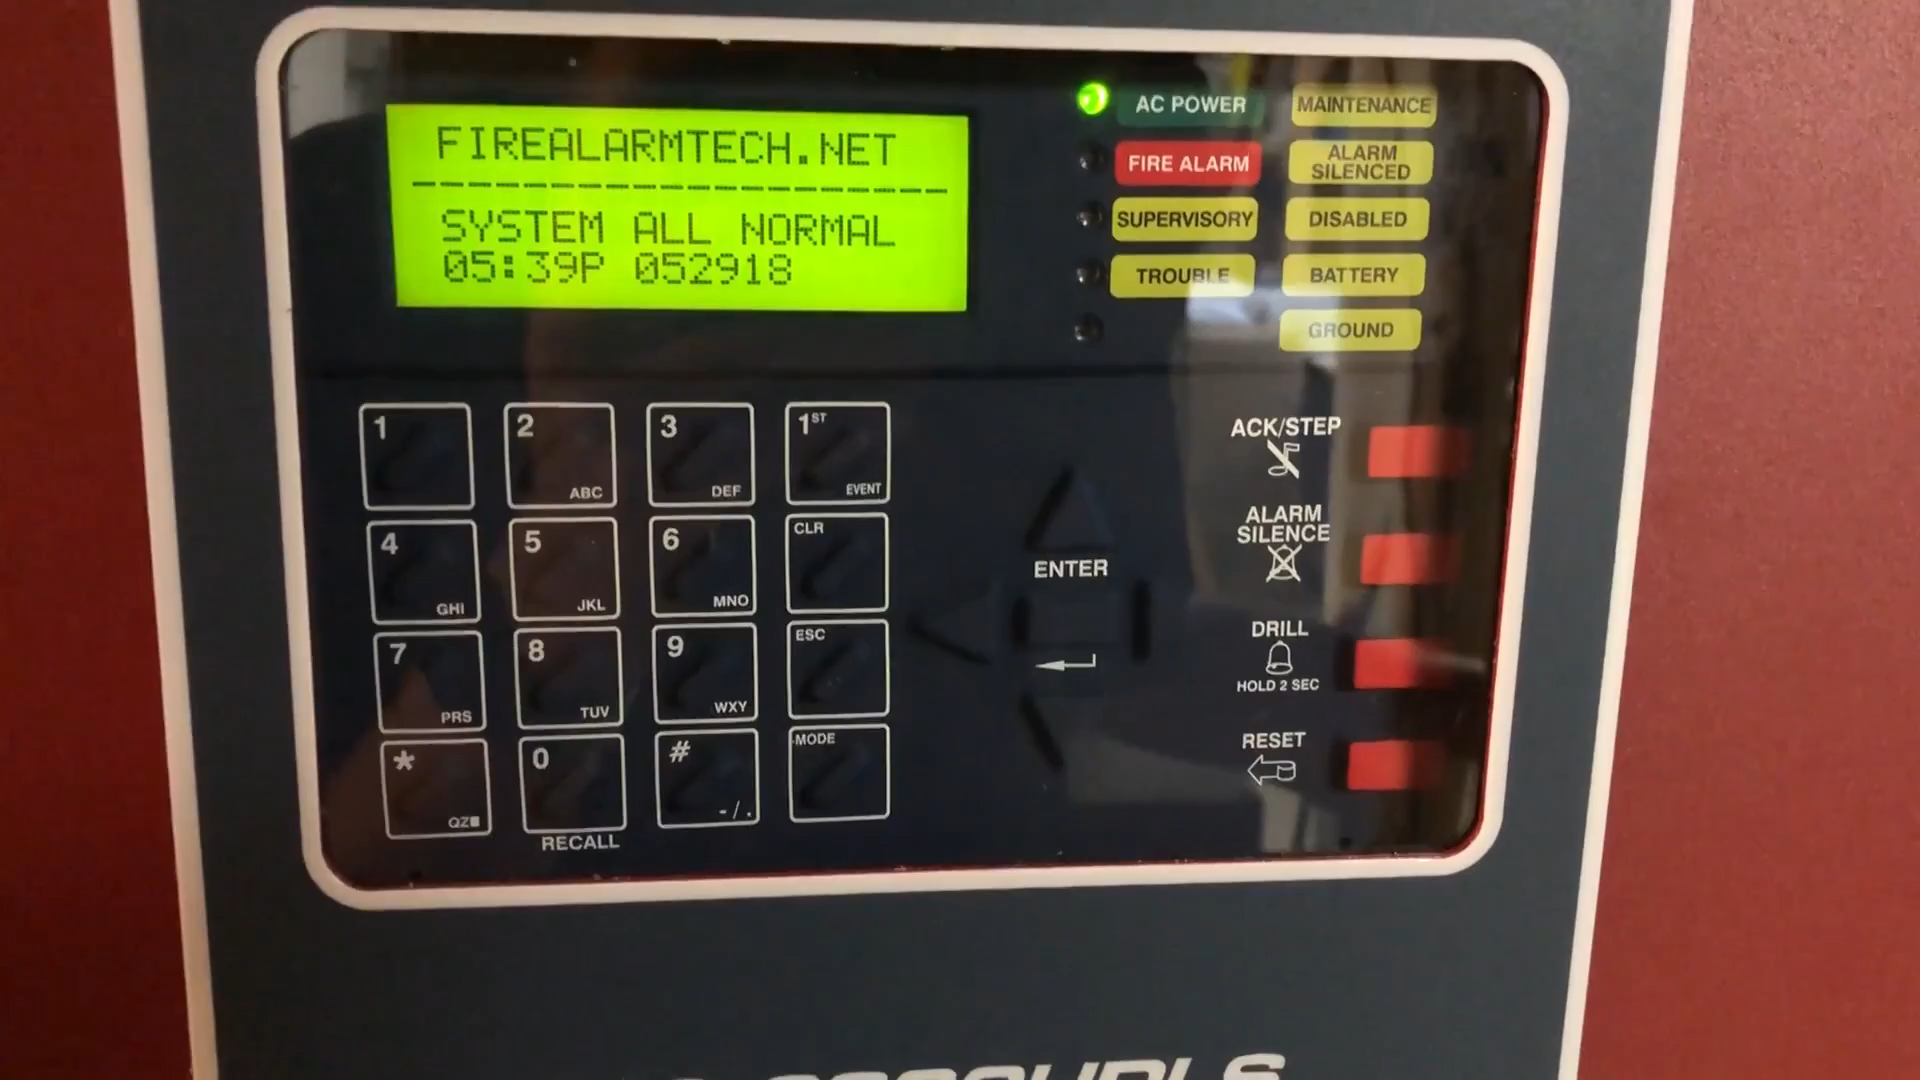 FIREALARMTECH.NET
--------------------
SYSTEM ALL NORMAL
05:39P 052918
AC POWER
MAINTENANCE
FIRE ALARM
ALARM
SILENCED
SUPERVISORY
DISABLED
TROUBLE
BATTERY
GROUND
1
2 ABC
3 DEF
1ST EVENT
4 GHI
5 JKL
6 MNO
CLR
7 PRS
8 TUV
9 WXY
ESC
* QZ■
0
# - / .
MODE
RECALL
ENTER
ACK/STEP
ALARM
SILENCE
DRILL
HOLD 2 SEC
RESET